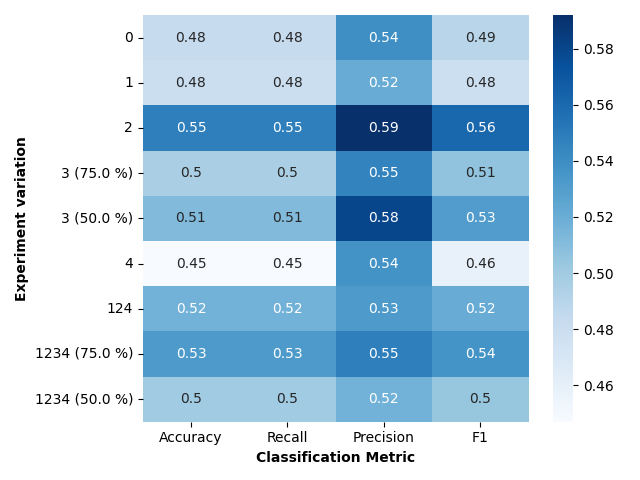 0 0.48 0.48 0.54 0.49
1 0.48 0.48 0.52 0.48
2 0.55 0.55 0.59 0.56
3 (75.0 %) 0.5 0.5 0.55 0.51
3 (50.0 %) 0.51 0.51 0.58 0.53
4 0.45 0.45 0.54 0.46
124 0.52 0.52 0.53 0.52
1234 (75.0 %) 0.53 0.53 0.55 0.54
1234 (50.0 %) 0.5 0.5 0.52 0.5
Accuracy Recall Precision F1
Classification Metric
Experiment variation
0.58
0.56
0.54
0.52
0.50
0.48
0.46